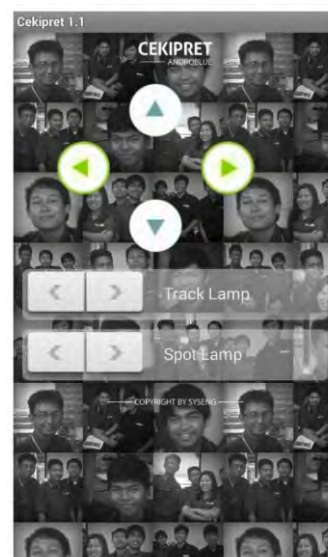 Cekipret 1.1
CEKIPRET
ANDROBLUE
Track Lamp
Spot Lamp
COPYRIGHT BY SYSENG